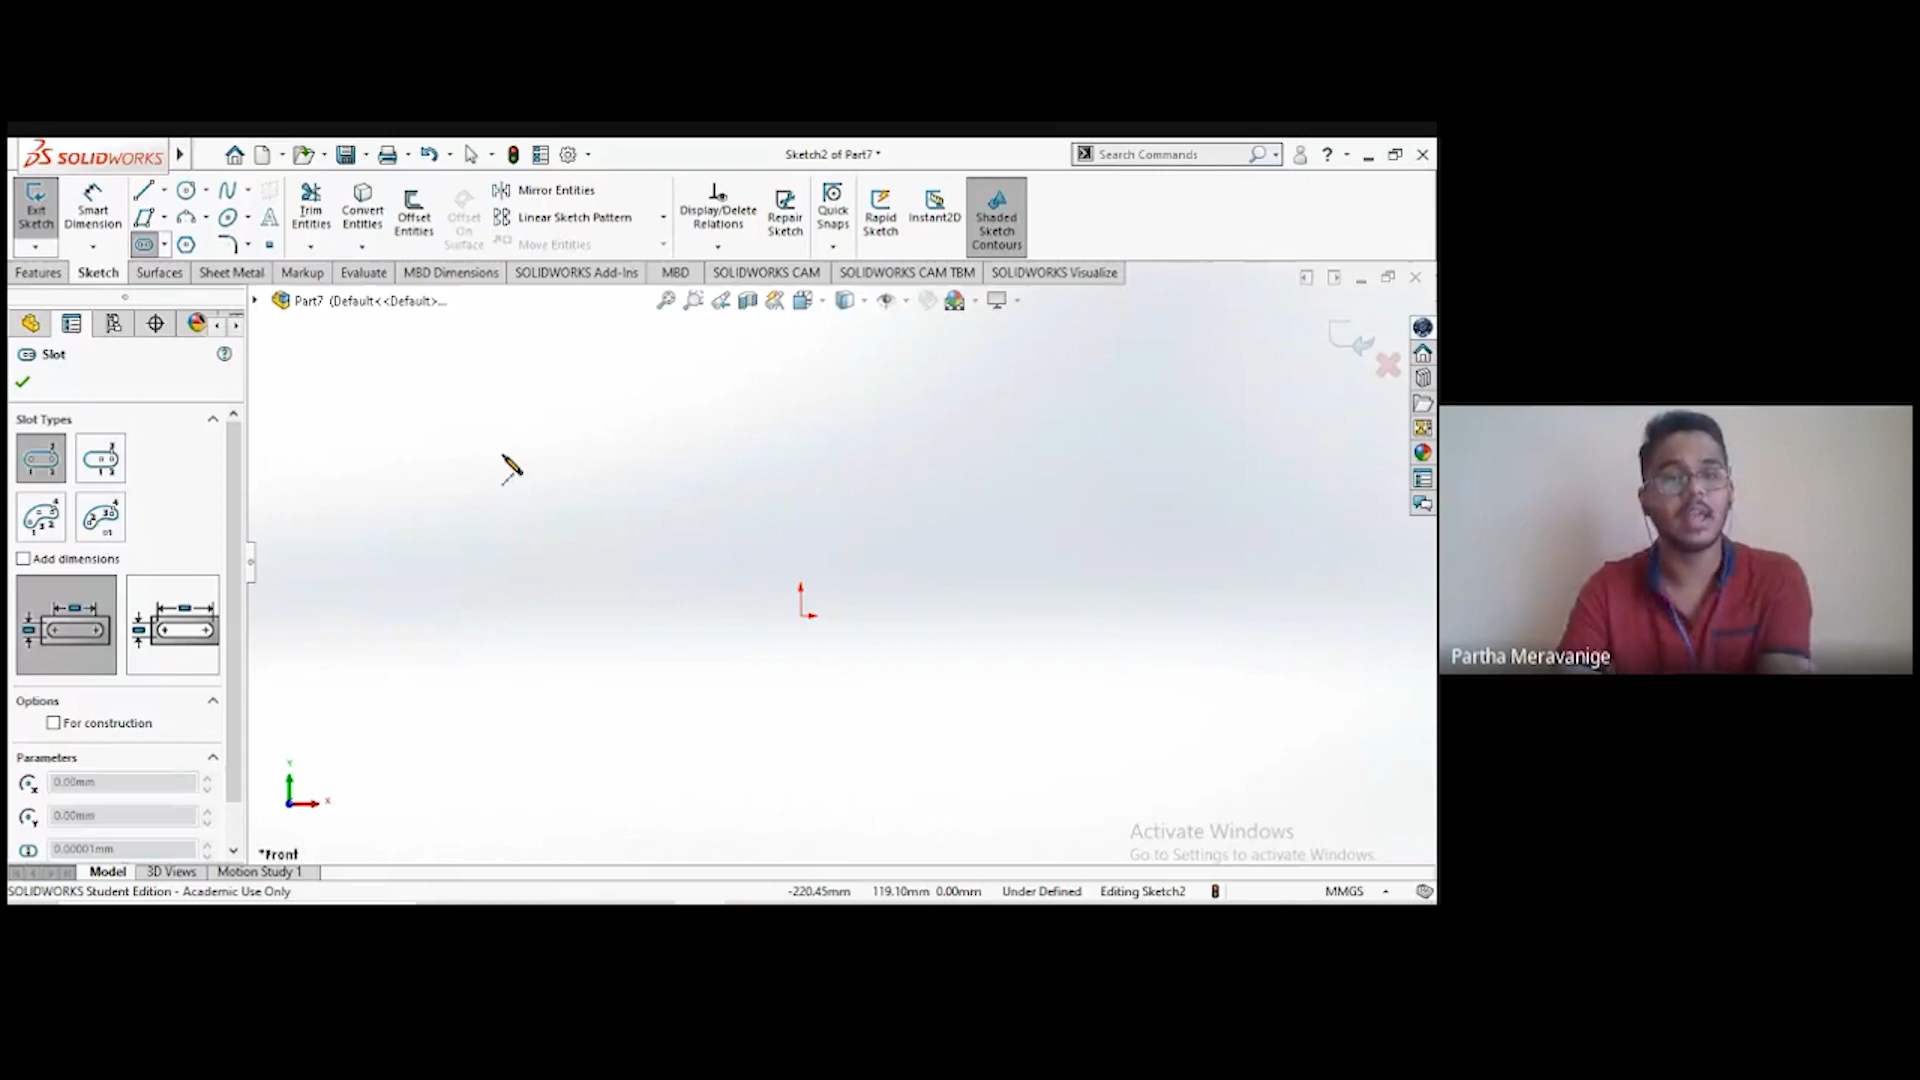 SOLIDWORKS
Sketch2 of Part7 *
Search Commands
?
Exit Sketch
Smart Dimension
Trim Entities
Convert Entities
Offset Entities
Offset On Surface
Mirror Entities
Linear Sketch Pattern
Move Entities
Display/Delete Relations
Repair Sketch
Quick Snaps
Rapid Sketch
Instant2D
Shaded Sketch Contours
Features Sketch Surfaces Sheet Metal Markup Evaluate MBD Dimensions SOLIDWORKS Add-Ins MBD SOLIDWORKS CAM SOLIDWORKS CAM TBM SOLIDWORKS Visualize
Part7 (Default<<Default>...
Slot
Slot Types
Add dimensions
Options
For construction
Parameters
0.00mm
0.00mm
0.00001mm
Y
X
*Front
Activate Windows
Go to Settings to activate Windows.
Model 3D Views Motion Study 1
SOLIDWORKS Student Edition - Academic Use Only
-220.45mm 119.10mm 0.00mm Under Defined Editing Sketch2 MMGS
Partha Meravanige